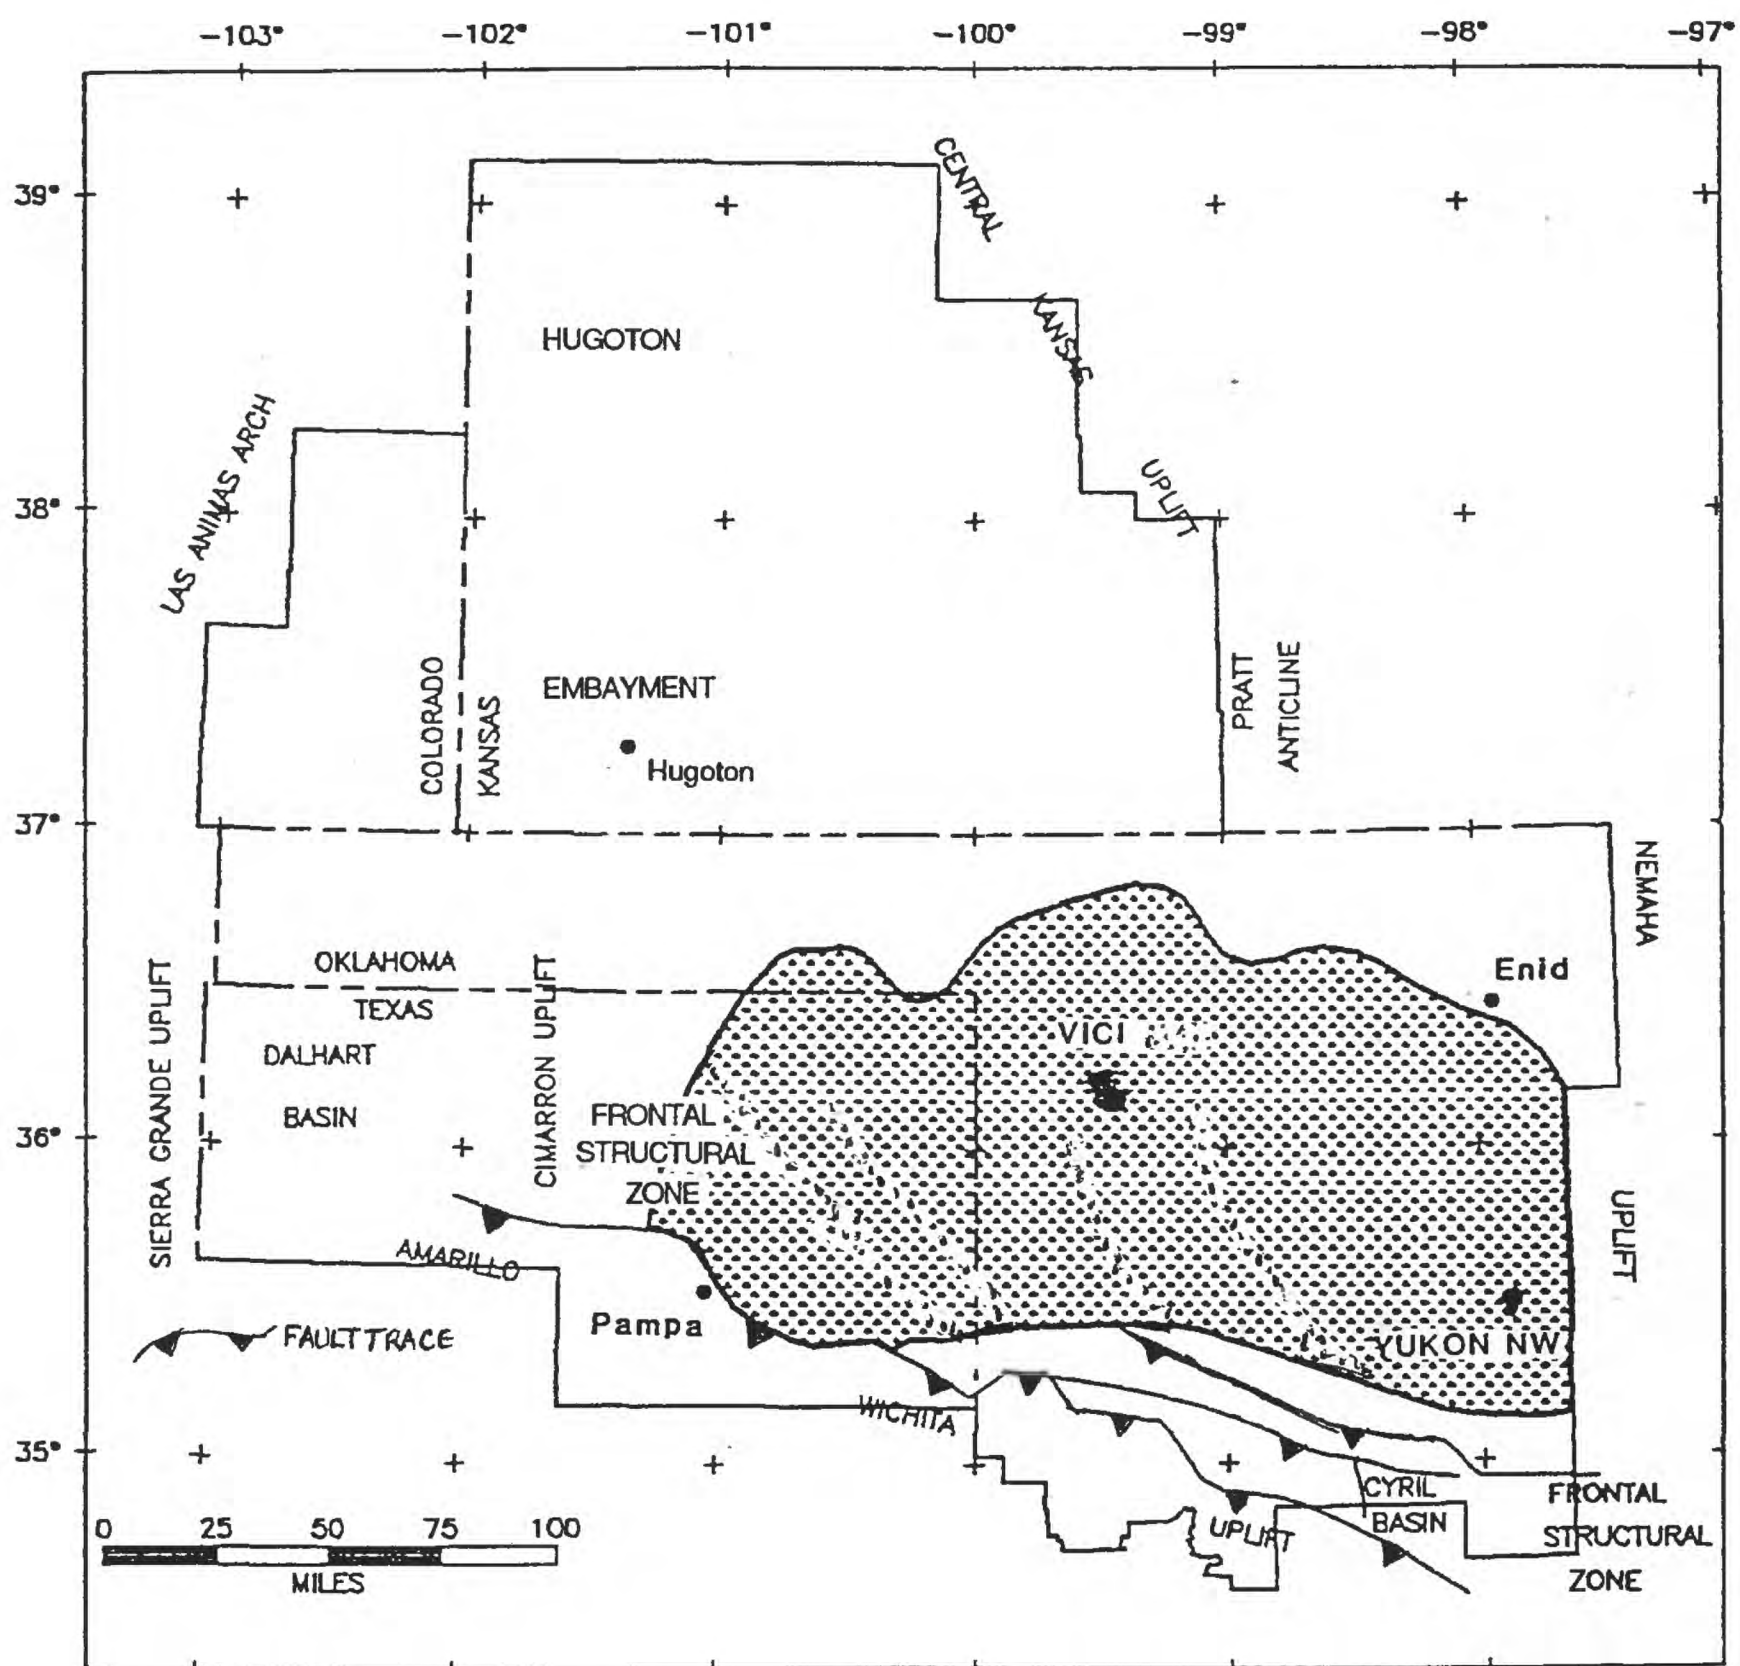 -103° -102° -101° -100° -99° -98° -97°
39°
38°
37°
36°
35°
CENTRAL
KANSAS
UPLIFT
HUGOTON
EMBAYMENT
Hugoton
LAS ANIMAS ARCH
COLORADO
KANSAS
PRATT
ANTICLINE
NEMAHA
UPLIFT
OKLAHOMA
TEXAS
SIERRA GRANDE UPLIFT
DALHART
BASIN
CIMARRON UPLIFT
FRONTAL
STRUCTURAL
ZONE
VICI
Enid
AMARILLO
Pampa
FAULT TRACE
YUKON NW
WICHITA
UPLIFT
CYRIL
BASIN
FRONTAL
STRUCTURAL
ZONE
0 25 50 75 100
MILES